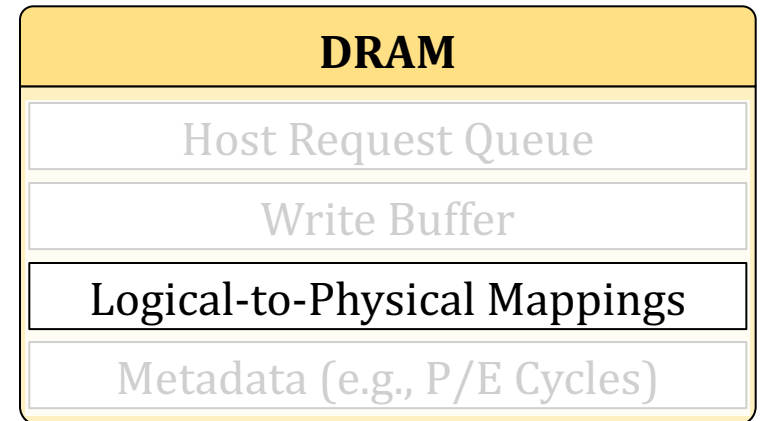 DRAM
Host Request Queue
Write Buffer
Logical-to-Physical Mappings
Metadata (e.g., P/E Cycles)